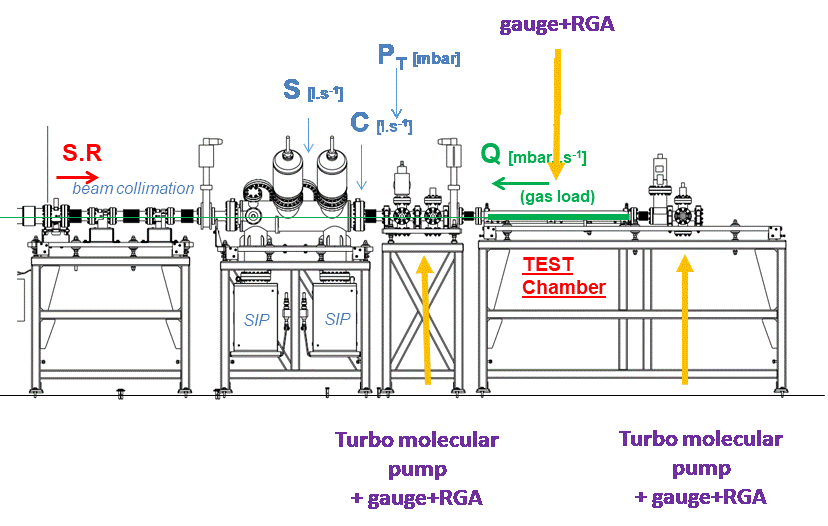 gauge+RGA
PT [mbar]
S [l.s-1]
C [l.s-1]
S.R
beam collimation
Q [mbar.l.s-1]
(gas load)
TEST
Chamber
SIP
SIP
Turbo molecular
pump
+ gauge+RGA
Turbo molecular
pump
+ gauge+RGA